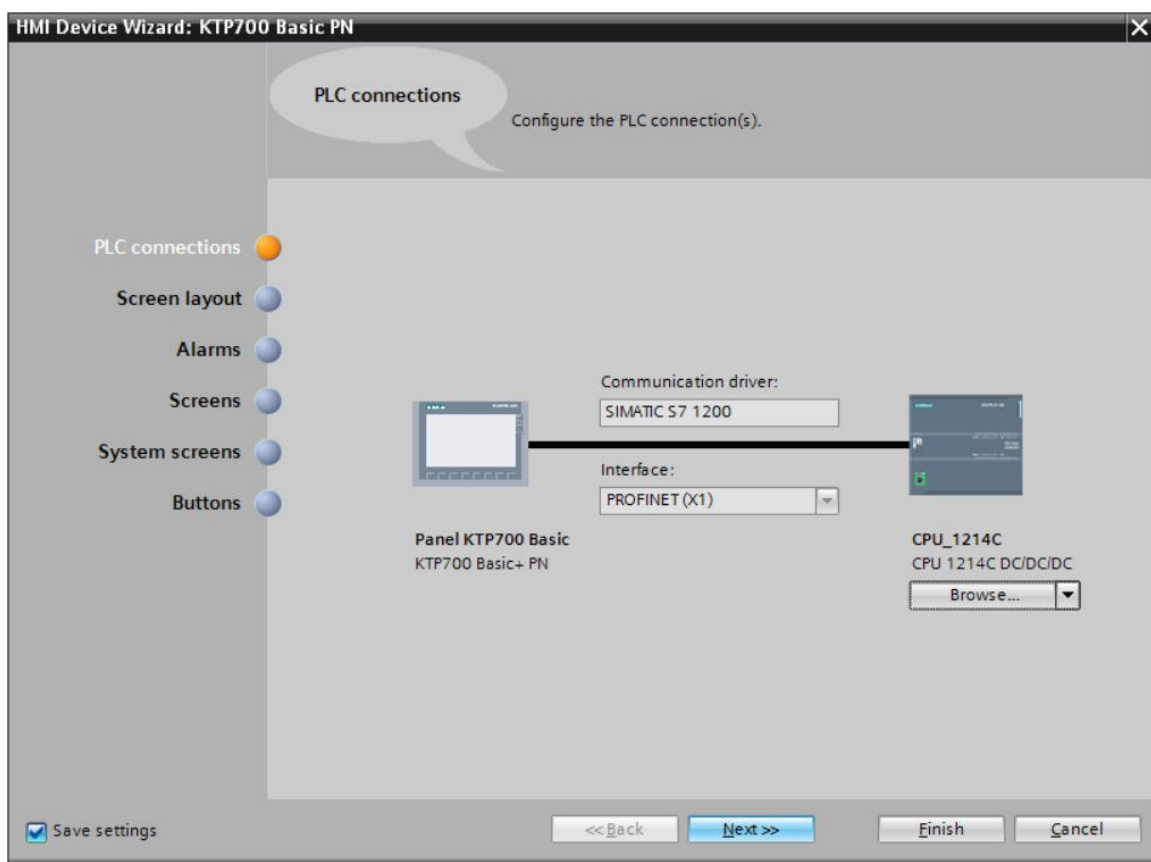 HMI Device Wizard: KTP700 Basic PN
PLC connections
Configure the PLC connection(s).
PLC connections
Screen layout
Alarms
Screens
System screens
Buttons
Communication driver:
SIMATIC S7 1200
Interface:
PROFINET (X1)
Panel KTP700 Basic
KTP700 Basic+ PN
CPU_1214C
CPU 1214C DC/DC/DC
Browse...
Save settings
<< Back
Next >>
Finish
Cancel